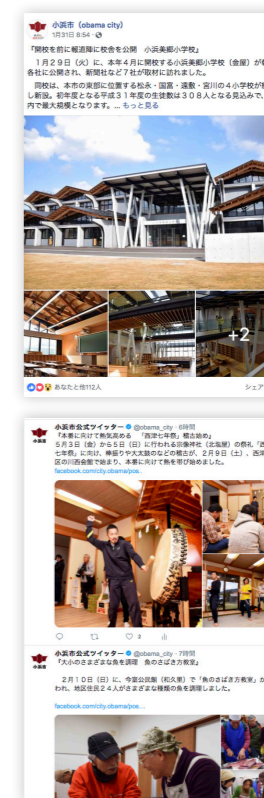 小浜市 (obama city)
1月31日 8:54
『開校を前に報道陣に校舎を公開 小浜美郷小学校』
1月29日（火）に、本年4月に開校する小浜美郷小学校（金屋）が
各社に公開され、新聞社など7社が取材に訪れました。
同校は、本市の東部に位置する松永・国富・遠敷・宮川の4小学校が
し新設。初年度となる平成31年度の生徒数は308人となる見込みで、
内で最大規模となります。... もっと見る
+2
あなたと他112人
シェア
小浜市公式ツイッター @obama_city · 6時間
『本番に向けて熱気高める 「西津七年祭」稽古始め』
5月3日（金）から5日（日）に行われる宗像神社（北塩屋）の祭礼「西
七年祭」に向け、棒振りや大太鼓などの稽古が、2月9日（土）、西津
区の川西会館で始まり、本番に向けて熱を帯び始めました。
facebook.com/city.obama/pos...
2
小浜市公式ツイッター @obama_city · 7時間
『大小のさまざまな魚を調理 魚のさばき方教室』
2月10日（日）に、今富公民館（和久里）で「魚のさばき方教室」が
われ、地区住民24人がさまざまな種類の魚を調理しました。
facebook.com/city.obama/pos...